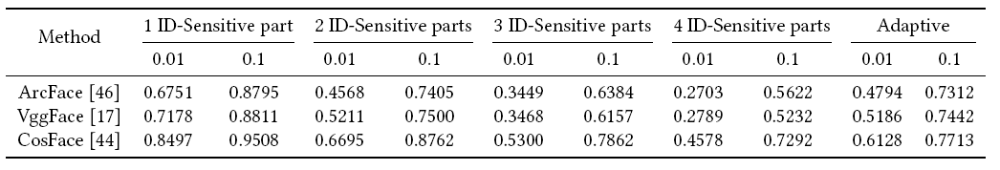 Method 1 ID-Sensitive part 2 ID-Sensitive parts 3 ID-Sensitive parts 4 ID-Sensitive parts Adaptive
0.01 0.1 0.01 0.1 0.01 0.1 0.01 0.1 0.01 0.1
ArcFace [46] 0.6751 0.8795 0.4568 0.7405 0.3449 0.6384 0.2703 0.5622 0.4794 0.7312
VggFace [17] 0.7178 0.8811 0.5211 0.7500 0.3468 0.6157 0.2789 0.5232 0.5186 0.7442
CosFace [44] 0.8497 0.9508 0.6695 0.8762 0.5300 0.7862 0.4578 0.7292 0.6128 0.7713